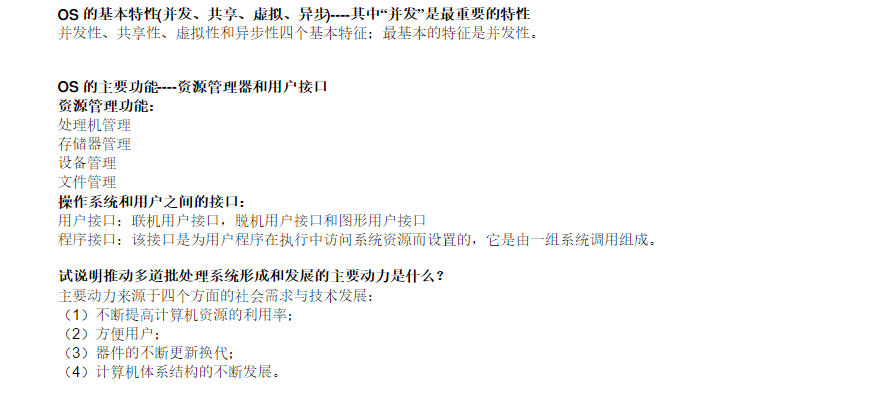 OS 的基本特性(并发、共享、虚拟、异步)----其中“并发”是最重要的特性
并发性、共享性、虚拟性和异步性四个基本特征；最基本的特征是并发性。
OS 的主要功能----资源管理器和用户接口
资源管理功能：
处理机管理
存储器管理
设备管理
文件管理
操作系统和用户之间的接口：
用户接口：联机用户接口，脱机用户接口和图形用户接口
程序接口：该接口是为用户程序在执行中访问系统资源而设置的，它是由一组系统调用组成。
试说明推动多道批处理系统形成和发展的主要动力是什么？
主要动力来源于四个方面的社会需求与技术发展：
（1）不断提高计算机资源的利用率；
（2）方便用户；
（3）器件的不断更新换代；
（4）计算机体系结构的不断发展。